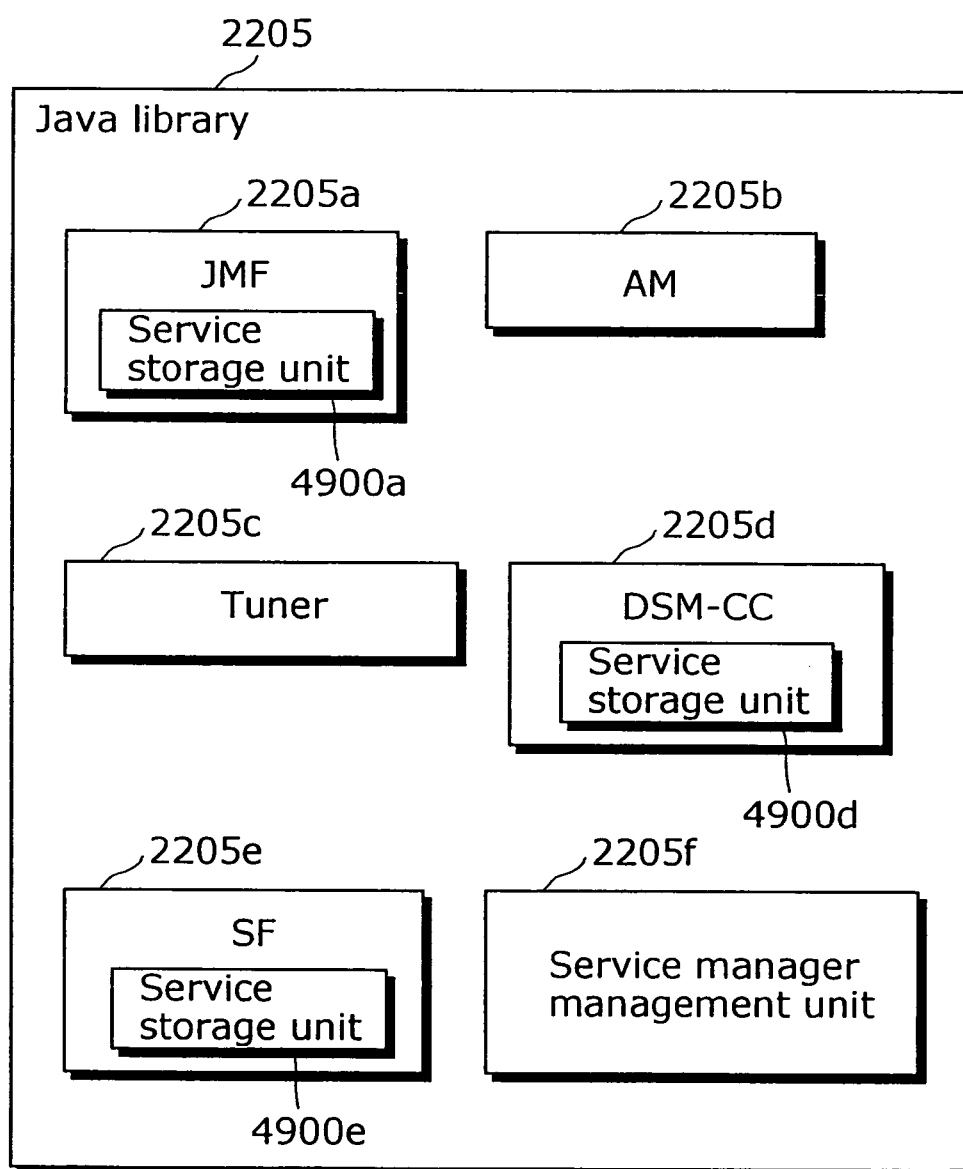 2205
Java library
2205a
2205b
JMF
AM
Service
storage unit
4900a
2205c
2205d
Tuner
DSM-CC
Service
storage unit
4900d
2205e
2205f
SF
Service manager
management unit
Service
storage unit
4900e